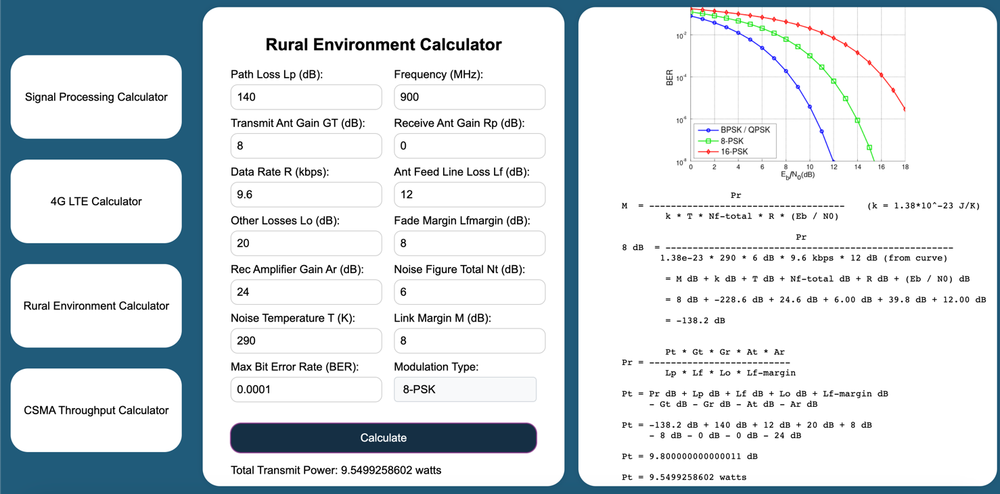 Signal Processing Calculator
4G LTE Calculator
Rural Environment Calculator
CSMA Throughput Calculator
Rural Environment Calculator
Path Loss Lp (dB): Frequency (MHz):
140 900
Transmit Ant Gain GT (dB): Receive Ant Gain Rp (dB):
8 0
Data Rate R (kbps): Ant Feed Line Loss Lf (dB):
9.6 12
Other Losses Lo (dB): Fade Margin Lfmargin (dB):
20 8
Rec Amplifier Gain Ar (dB): Noise Figure Total Nt (dB):
24 6
Noise Temperature T (K): Link Margin M (dB):
290 8
Max Bit Error Rate (BER): Modulation Type:
0.0001 8-PSK
Calculate
Total Transmit Power: 9.5499258602 watts
10^-2
10^-4
10^-6
10^-8
BER
BPSK / QPSK
8-PSK
16-PSK
0 2 4 6 8 10 12 14 16 18
Eb/N0(dB)
Pr
M = ------------------------------------ (k = 1.38*10^-23 J/K)
k * T * Nf-total * R * (Eb / N0)
Pr
8 dB = -----------------------------------------------------
1.38e-23 * 290 * 6 dB * 9.6 kbps * 12 dB (from curve)
= M dB + k dB + T dB + Nf-total dB + R dB + (Eb / N0) dB
= 8 dB + -228.6 dB + 24.6 dB + 6.00 dB + 39.8 dB + 12.00 dB
= -138.2 dB
Pt * Gt * Gr * At * Ar
Pr = --------------------------
Lp * Lf * Lo * Lf-margin
Pt = Pr dB + Lp dB + Lf dB + Lo dB + Lf-margin dB
- Gt dB - Gr dB - At dB - Ar dB
Pt = -138.2 dB + 140 dB + 12 dB + 20 dB + 8 dB
- 8 dB - 0 dB - 0 dB - 24 dB
Pt = 9.800000000000011 dB
Pt = 9.5499258602 watts